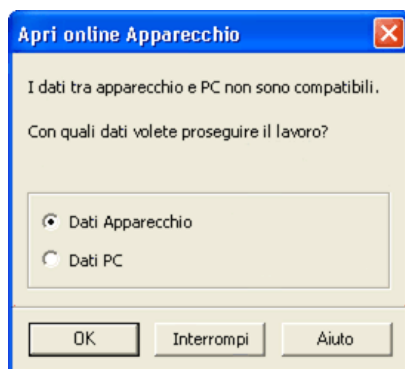 Apri online Apparecchio
I dati tra apparecchio e PC non sono compatibili.
Con quali dati volete proseguire il lavoro?
Dati Apparecchio
Dati PC
OK Interrompi Aiuto